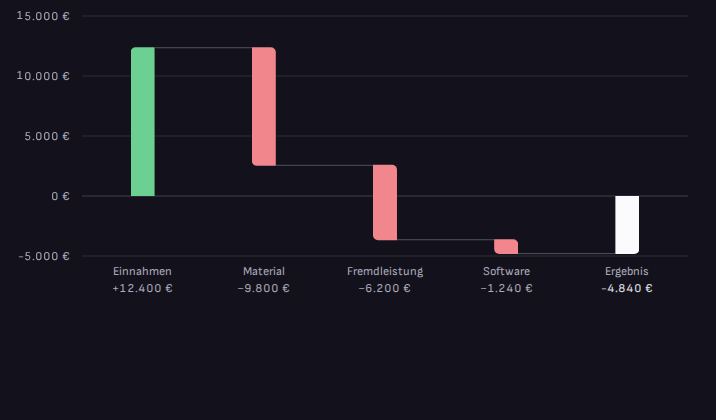 15.000 €
10.000 €
5.000 €
0 €
-5.000 €
Einnahmen Material Fremdleistung Software Ergebnis
+12.400 € −9.800 € −6.200 € −1.240 € −4.840 €